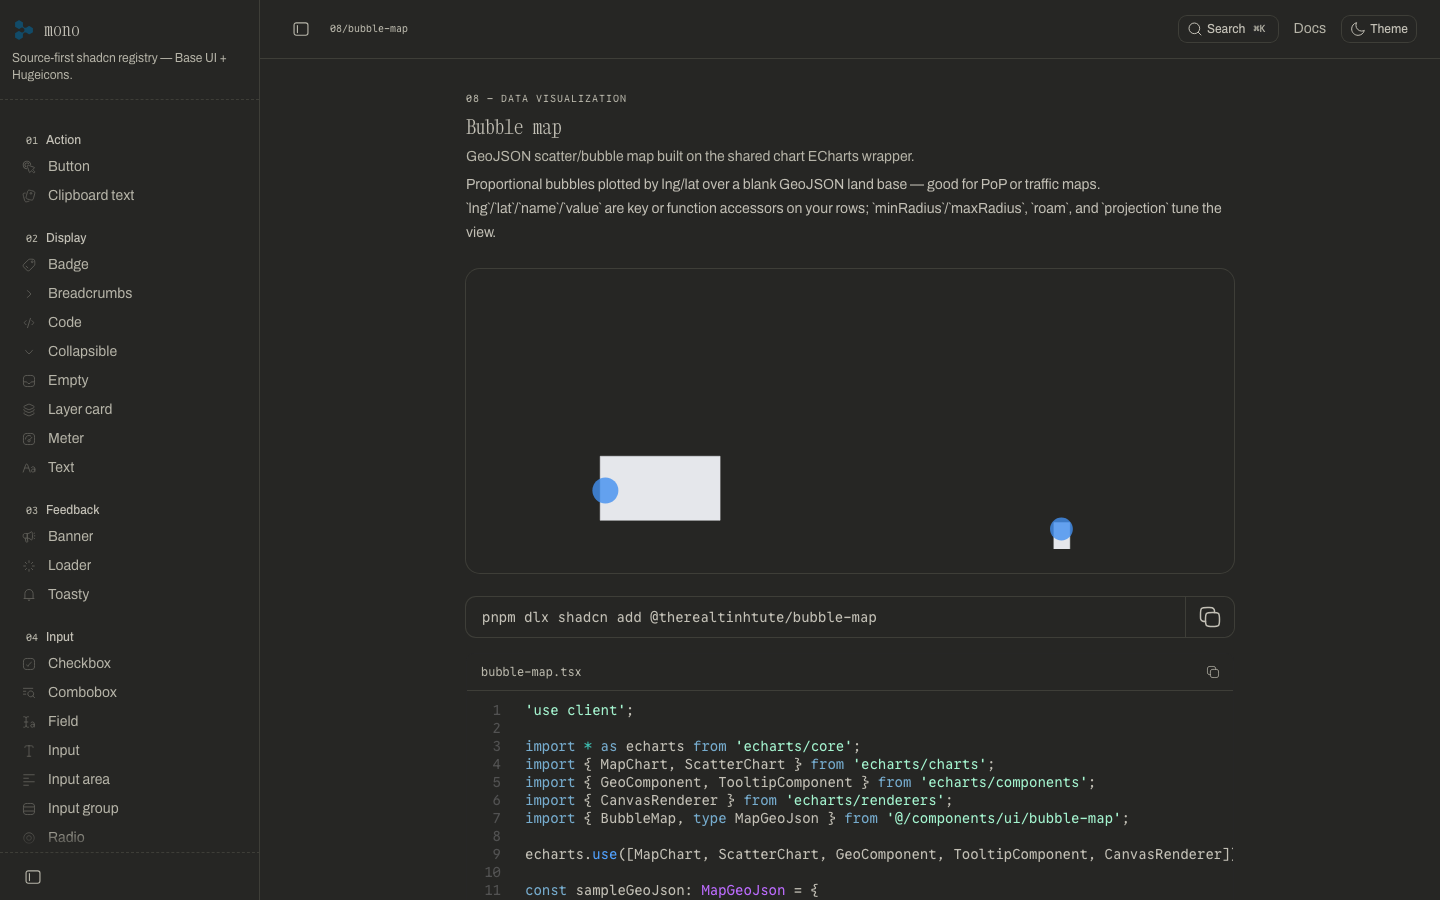 mono
Source-first shadcn registry — Base UI +
Hugeicons.
01 Action
Button
Clipboard text
02 Display
Badge
Breadcrumbs
Code
Collapsible
Empty
Layer card
Meter
Text
03 Feedback
Banner
Loader
Toasty
04 Input
Checkbox
Combobox
Field
Input
Input area
Input group
Radio
08/bubble-map
Search ⌘K
Docs
Theme
08 — DATA VISUALIZATION
Bubble map
GeoJSON scatter/bubble map built on the shared chart ECharts wrapper.
Proportional bubbles plotted by lng/lat over a blank GeoJSON land base — good for PoP or traffic maps.
`lng`/`lat`/`name`/`value` are key or function accessors on your rows; `minRadius`/`maxRadius`, `roam`, and `projection` tune the
view.
pnpm dlx shadcn add @therealtinhtute/bubble-map
bubble-map.tsx
1 'use client';
2
3 import * as echarts from 'echarts/core';
4 import { MapChart, ScatterChart } from 'echarts/charts';
5 import { GeoComponent, TooltipComponent } from 'echarts/components';
6 import { CanvasRenderer } from 'echarts/renderers';
7 import { BubbleMap, type MapGeoJson } from '@/components/ui/bubble-map';
8
9 echarts.use([MapChart, ScatterChart, GeoComponent, TooltipComponent, CanvasRenderer]
10
11 const sampleGeoJson: MapGeoJson = {